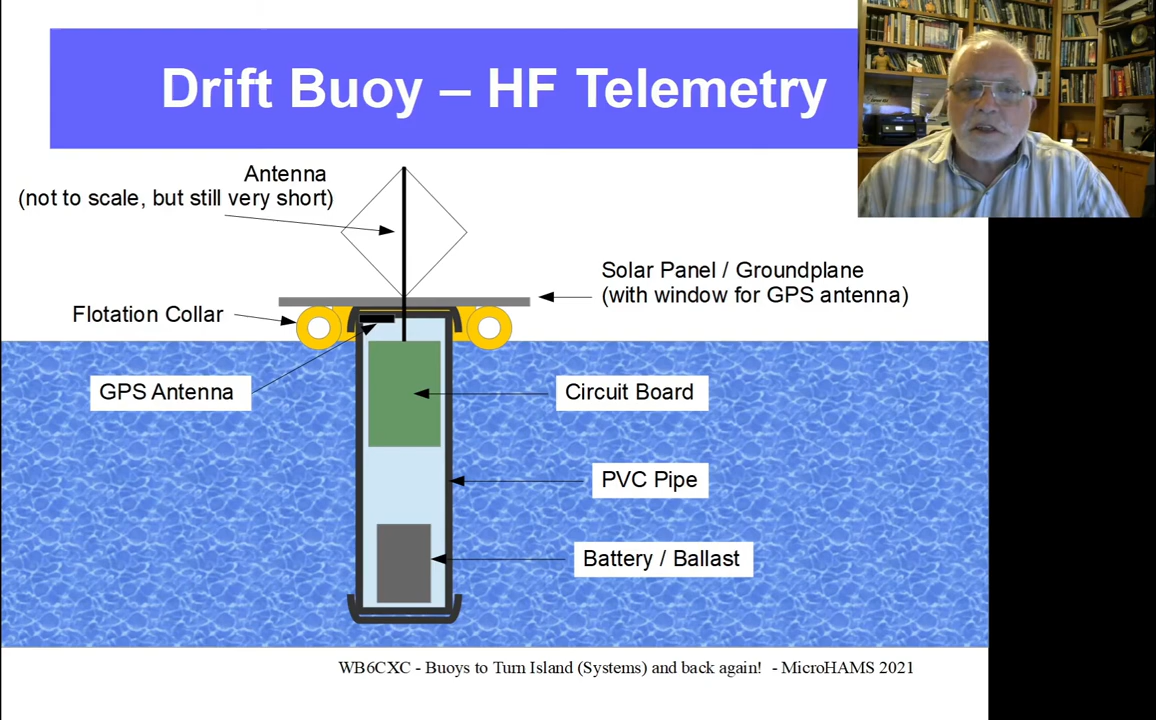 Drift Buoy – HF Telemetry
Antenna
(not to scale, but still very short)
Solar Panel / Groundplane
(with window for GPS antenna)
Flotation Collar
GPS Antenna
Circuit Board
PVC Pipe
Battery / Ballast
WB6CXC - Buoys to Turn Island (Systems) and back again!  - MicroHAMS 2021